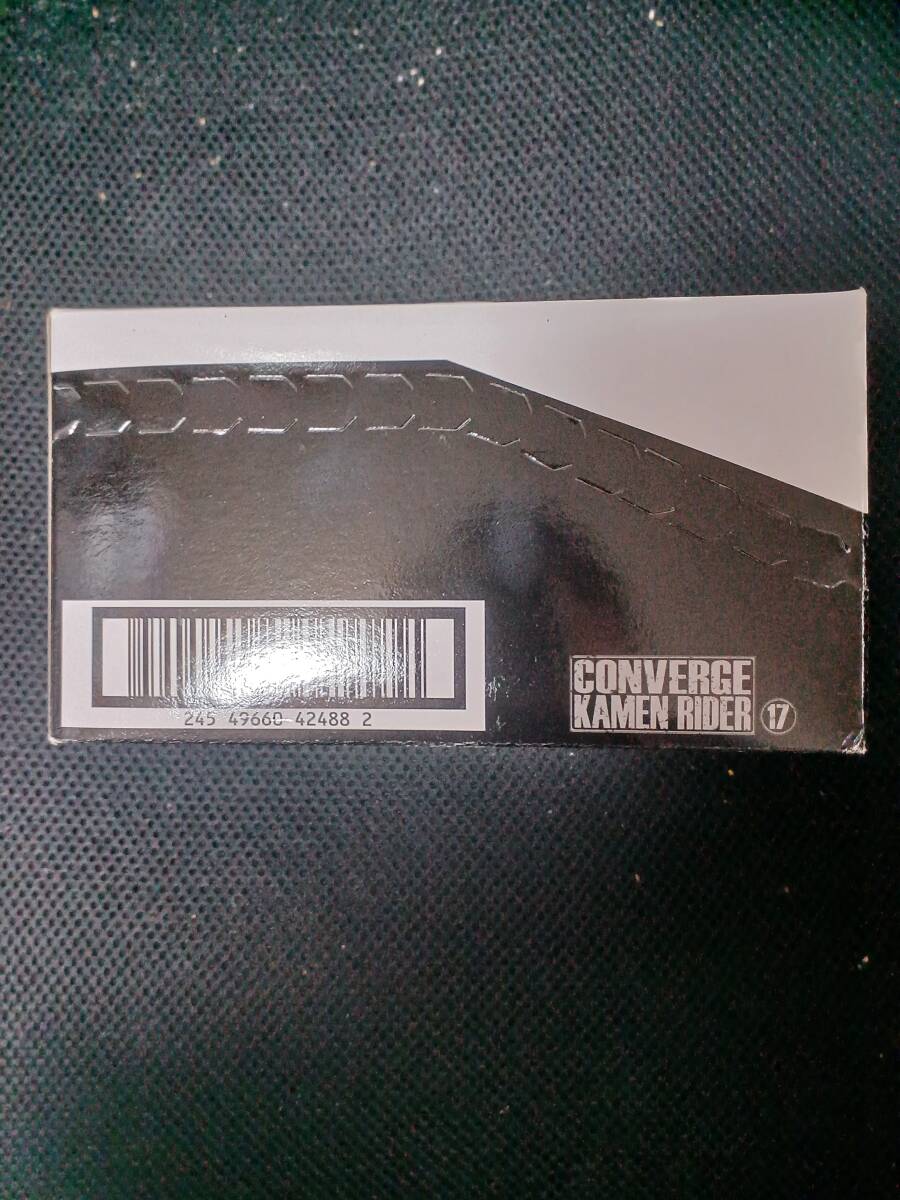 245 49660 42488 2
CONVERGE
KAMEN RIDER 17